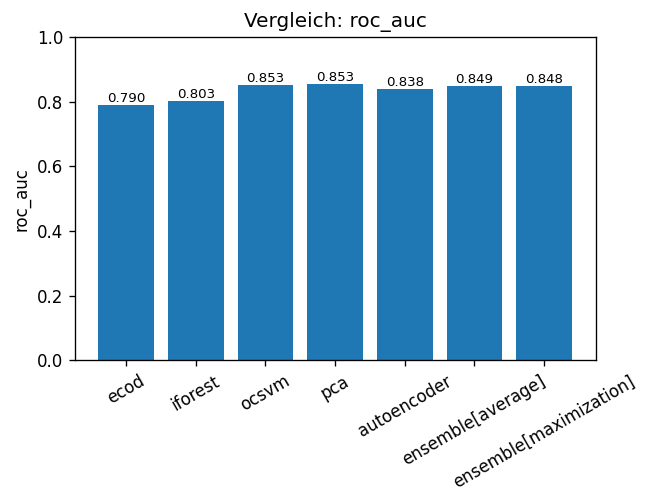 Vergleich: roc_auc
roc_auc
1.0
0.8
0.6
0.4
0.2
0.0
0.790
0.803
0.853
0.853
0.838
0.849
0.848
ecod
iforest
ocsvm
pca
autoencoder
ensemble[average]
ensemble[maximization]